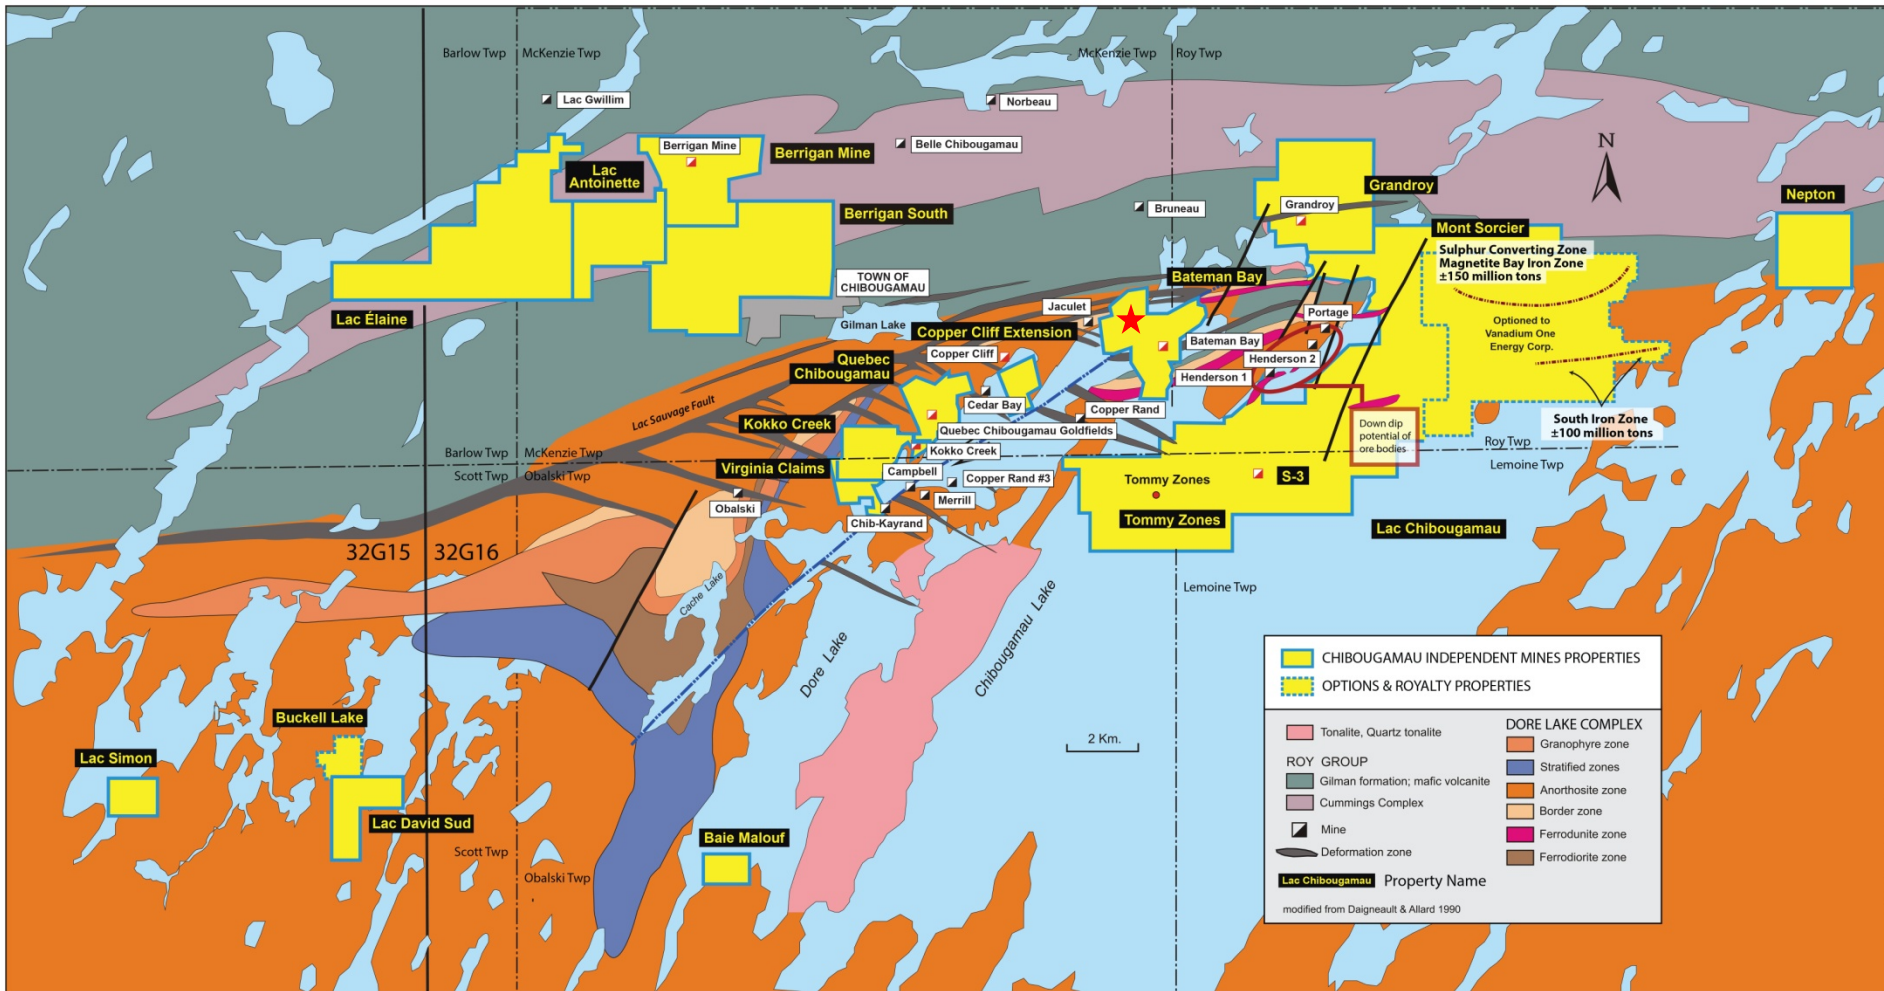 Barlow Twp
McKenzie Twp
McKenzie Twp
Roy Twp
Lac Gwillim
Norbeau
Berrigan Mine
Berrigan Mine
Belle Chibougamau
Lac
Antoinette
N
Grandroy
Nepton
Berrigan South
Bruneau
Grandroy
Mont Sorcier
Sulphur Converting Zone
Magnetite Bay Iron Zone
±150 million tons
TOWN OF
CHIBOUGAMAU
Bateman Bay
Jaculet
Portage
Lac Élaine
Gilman Lake
Copper Cliff Extension
Optioned to
Vanadium One
Energy Corp.
Bateman Bay
Copper Cliff
Henderson 2
Quebec
Chibougamau
Henderson 1
Cedar Bay
Copper Rand
Lac Sauvage Fault
Kokko Creek
Quebec Chibougamau Goldfields
Down dip
potential of
ore bodies
South Iron Zone
±100 million tons
Roy Twp
Barlow Twp
McKenzie Twp
Kokko Creek
Virginia Claims
Lemoine Twp
Scott Twp
Obalski Twp
Campbell
Copper Rand #3
Tommy Zones
S-3
Merrill
Obalski
Chib-Kayrand
Tommy Zones
Lac Chibougamau
32G15
32G16
Lemoine Twp
Cache Lake
Dore Lake
Chibougamau Lake
CHIBOUGAMAU INDEPENDENT MINES PROPERTIES
OPTIONS & ROYALTY PROPERTIES
Buckell Lake
Lac Simon
2 Km.
Tonalite, Quartz tonalite
ROY GROUP
Gilman formation; mafic volcanite
Cummings Complex
Mine
Deformation zone
DORE LAKE COMPLEX
Granophyre zone
Stratified zones
Anorthosite zone
Border zone
Ferrodunite zone
Ferrodiorite zone
Lac Chibougamau
Property Name
modified from Daigneault & Allard 1990
Lac David Sud
Baie Malouf
Scott Twp
Obalski Twp